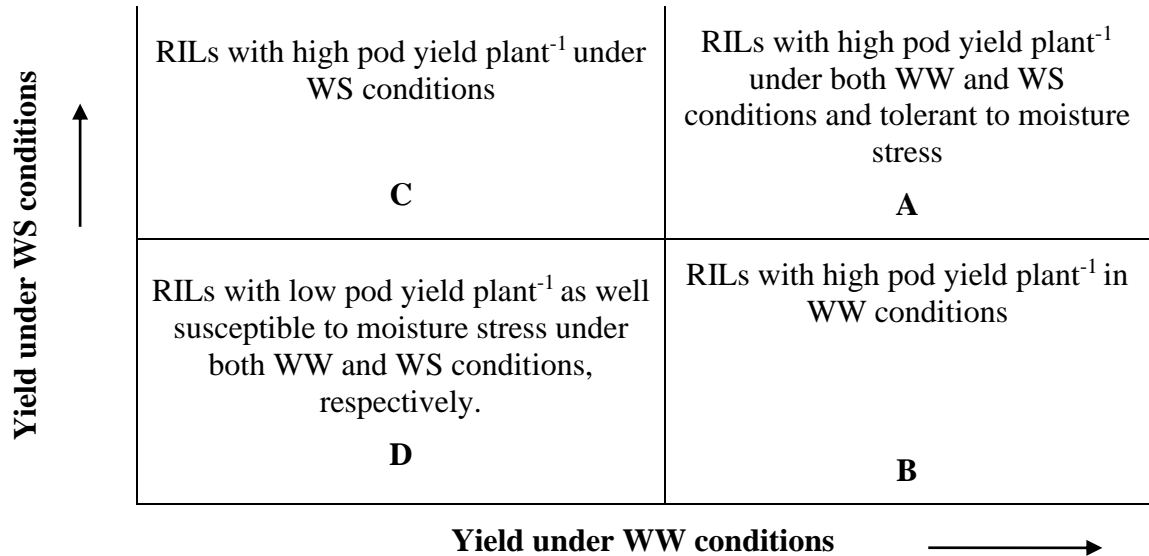 Yield under WS conditions
RILs with high pod yield plant⁻¹ under
WS conditions
C
RILs with high pod yield plant⁻¹
under both WW and WS
conditions and tolerant to moisture
stress
A
RILs with low pod yield plant⁻¹ as well
susceptible to moisture stress under
both WW and WS conditions,
respectively.
D
RILs with high pod yield plant⁻¹ in
WW conditions
B
Yield under WW conditions